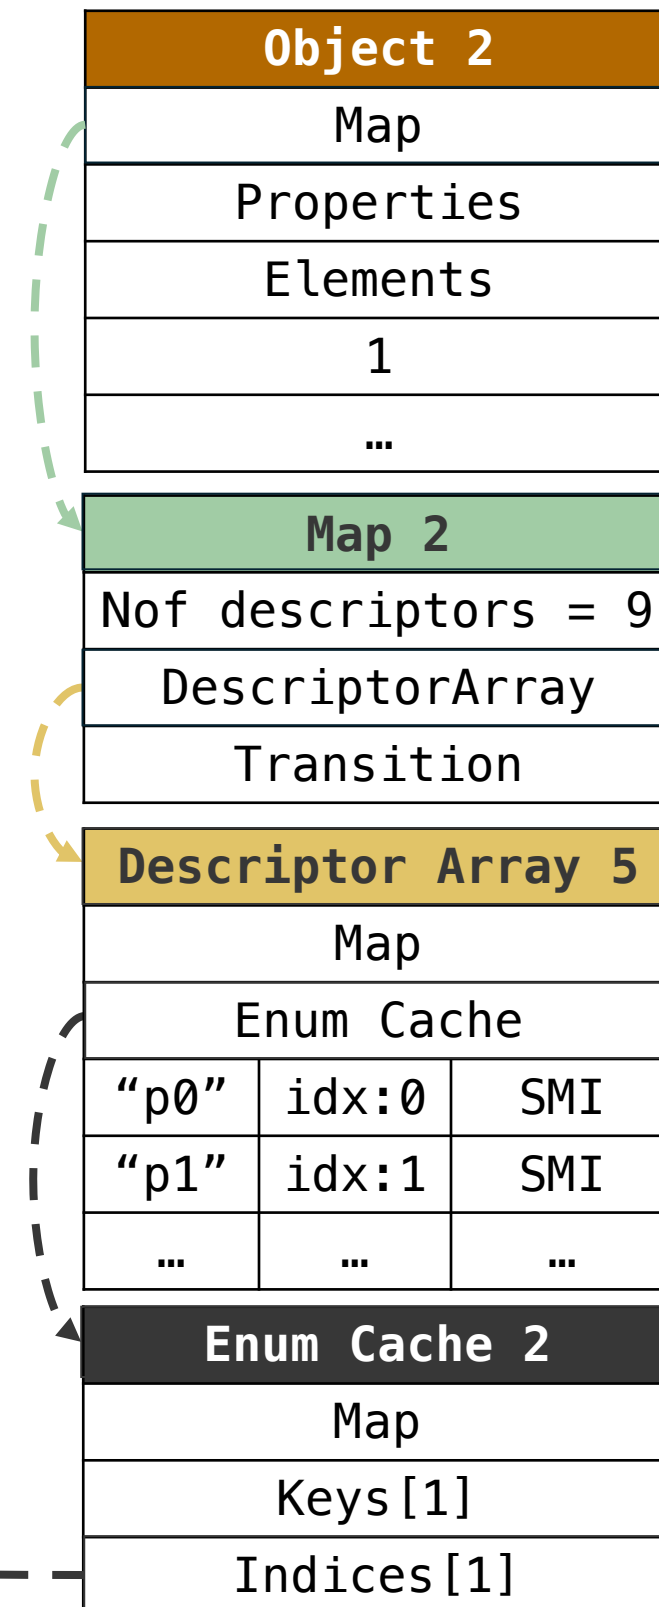 Object 2
Map
Properties
Elements
1
…
Map 2
Nof descriptors = 9
DescriptorArray
Transition
Descriptor Array 5
Map
Enum Cache
“p0” idx:0 SMI
“p1” idx:1 SMI
… … …
Enum Cache 2
Map
Keys[1]
Indices[1]